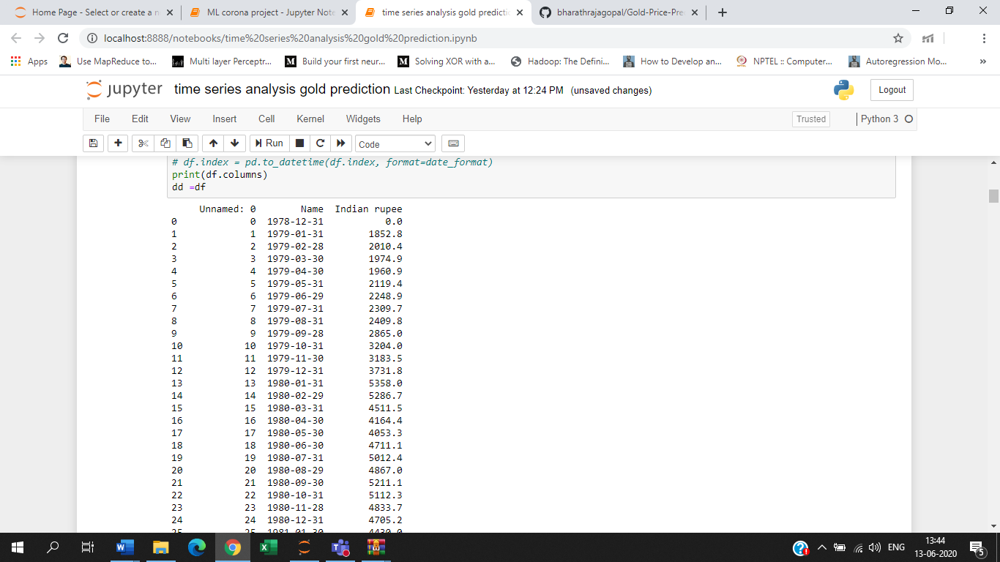 Home Page - Select or create a n
ML corona project - Jupyter Note
time series analysis gold predicti
bharathrajagopal/Gold-Price-Pre
localhost:8888/notebooks/time%20series%20analysis%20gold%20prediction.ipynb
Apps Use MapReduce to... Multi layer Perceptr... M Build your first neur... M Solving XOR with a... Hadoop: The Defini... How to Develop an... NPTEL :: Computer... Autoregression Mo... »
jupyter time series analysis gold prediction Last Checkpoint: Yesterday at 12:24 PM (unsaved changes) Logout
File Edit View Insert Cell Kernel Widgets Help Trusted Python 3
Run Code
# df.index = pd.to_datetime(df.index, format=date_format)
print(df.columns)
dd =df
Unnamed: 0 Name Indian rupee
0 0 1978-12-31 0.0
1 1 1979-01-31 1852.8
2 2 1979-02-28 2010.4
3 3 1979-03-30 1974.9
4 4 1979-04-30 1960.9
5 5 1979-05-31 2119.4
6 6 1979-06-29 2248.9
7 7 1979-07-31 2309.7
8 8 1979-08-31 2409.8
9 9 1979-09-28 2865.0
10 10 1979-10-31 3204.0
11 11 1979-11-30 3183.5
12 12 1979-12-31 3731.8
13 13 1980-01-31 5358.0
14 14 1980-02-29 5286.7
15 15 1980-03-31 4511.5
16 16 1980-04-30 4164.4
17 17 1980-05-30 4053.3
18 18 1980-06-30 4711.1
19 19 1980-07-31 5012.4
20 20 1980-08-29 4867.0
21 21 1980-09-30 5211.1
22 22 1980-10-31 5112.3
23 23 1980-11-28 4833.7
24 24 1980-12-31 4705.2
25 25 1981-01-30 4430.0
ENG
13:44
13-06-2020
5